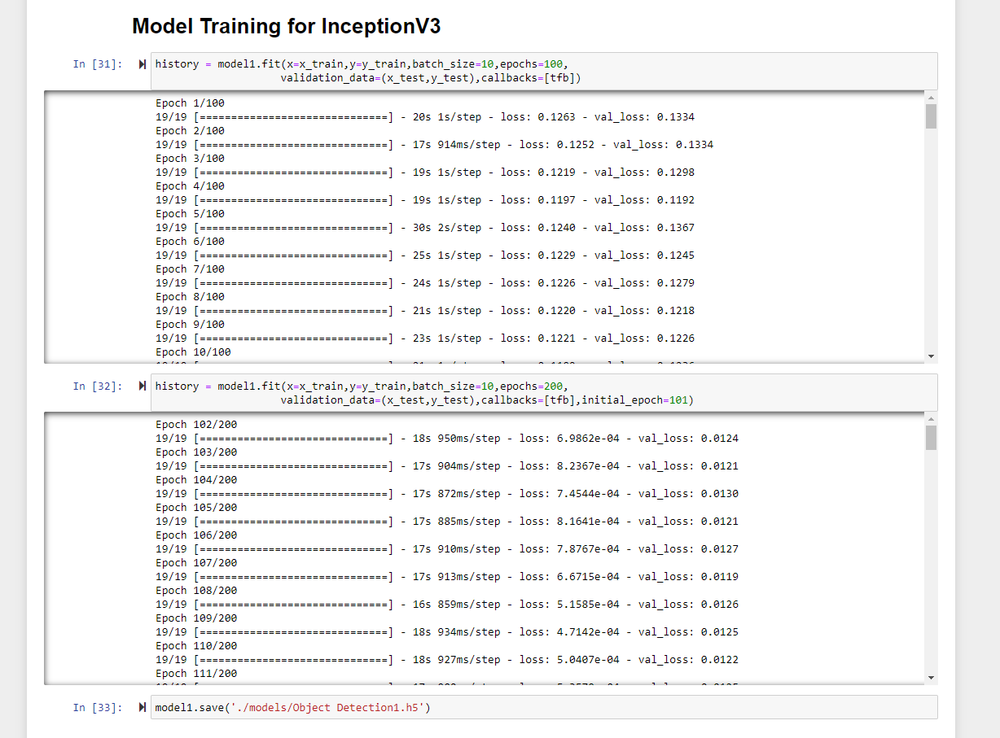 Model Training for InceptionV3
In [31]: history = model1.fit(x=x_train,y=y_train,batch_size=10,epochs=100,
validation_data=(x_test,y_test),callbacks=[tfb])
Epoch 1/100
19/19 [==============================] - 20s 1s/step - loss: 0.1263 - val_loss: 0.1334
Epoch 2/100
19/19 [==============================] - 17s 914ms/step - loss: 0.1252 - val_loss: 0.1334
Epoch 3/100
19/19 [==============================] - 19s 1s/step - loss: 0.1219 - val_loss: 0.1298
Epoch 4/100
19/19 [==============================] - 19s 1s/step - loss: 0.1197 - val_loss: 0.1192
Epoch 5/100
19/19 [==============================] - 30s 2s/step - loss: 0.1240 - val_loss: 0.1367
Epoch 6/100
19/19 [==============================] - 25s 1s/step - loss: 0.1229 - val_loss: 0.1245
Epoch 7/100
19/19 [==============================] - 24s 1s/step - loss: 0.1226 - val_loss: 0.1279
Epoch 8/100
19/19 [==============================] - 21s 1s/step - loss: 0.1220 - val_loss: 0.1218
Epoch 9/100
19/19 [==============================] - 23s 1s/step - loss: 0.1221 - val_loss: 0.1226
Epoch 10/100
In [32]: history = model1.fit(x=x_train,y=y_train,batch_size=10,epochs=200,
validation_data=(x_test,y_test),callbacks=[tfb],initial_epoch=101)
Epoch 102/200
19/19 [==============================] - 18s 950ms/step - loss: 6.9862e-04 - val_loss: 0.0124
Epoch 103/200
19/19 [==============================] - 17s 904ms/step - loss: 8.2367e-04 - val_loss: 0.0121
Epoch 104/200
19/19 [==============================] - 17s 872ms/step - loss: 7.4544e-04 - val_loss: 0.0130
Epoch 105/200
19/19 [==============================] - 17s 885ms/step - loss: 8.1641e-04 - val_loss: 0.0121
Epoch 106/200
19/19 [==============================] - 17s 910ms/step - loss: 7.8767e-04 - val_loss: 0.0127
Epoch 107/200
19/19 [==============================] - 17s 913ms/step - loss: 6.6715e-04 - val_loss: 0.0119
Epoch 108/200
19/19 [==============================] - 16s 859ms/step - loss: 5.1585e-04 - val_loss: 0.0126
Epoch 109/200
19/19 [==============================] - 18s 934ms/step - loss: 4.7142e-04 - val_loss: 0.0125
Epoch 110/200
19/19 [==============================] - 18s 927ms/step - loss: 5.0407e-04 - val_loss: 0.0122
Epoch 111/200
In [33]: model1.save('./models/Object Detection1.h5')